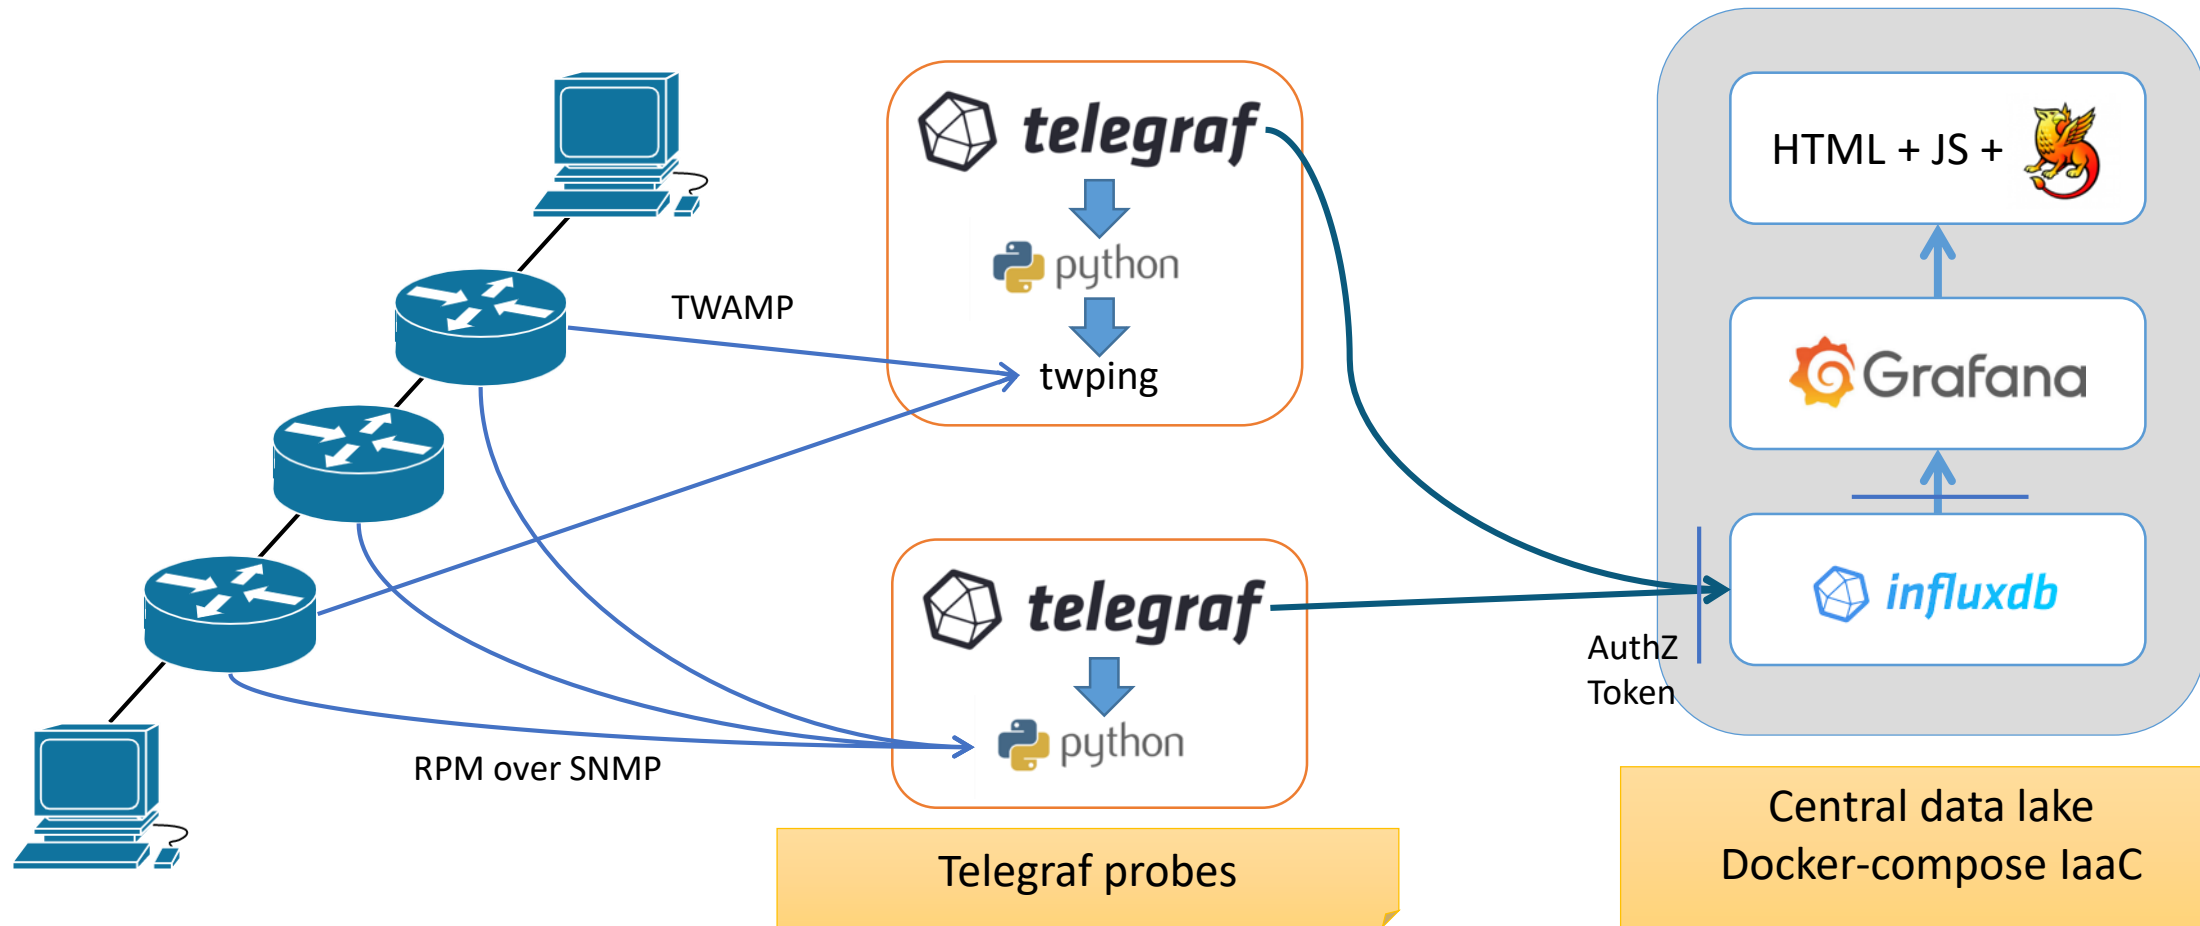 telegraf
python
twping
TWAMP
telegraf
python
RPM over SNMP
Telegraf probes
HTML + JS +
Grafana
influxdb
AuthZ
Token
Central data lake
Docker-compose IaaC